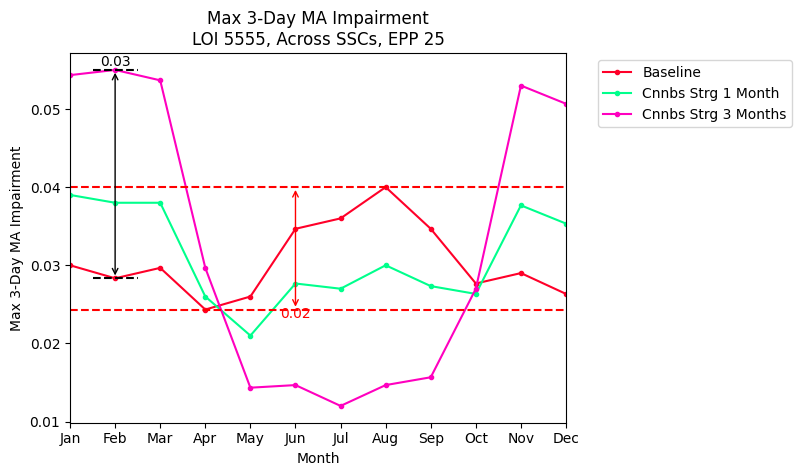 Max 3-Day MA Impairment
LOI 5555, Across SSCs, EPP 25
Max 3-Day MA Impairment
0.05
0.04
0.03
0.02
0.01
0.03
0.02
Jan Feb Mar Apr May Jun Jul Aug Sep Oct Nov Dec
Month
Baseline
Cnnbs Strg 1 Month
Cnnbs Strg 3 Months